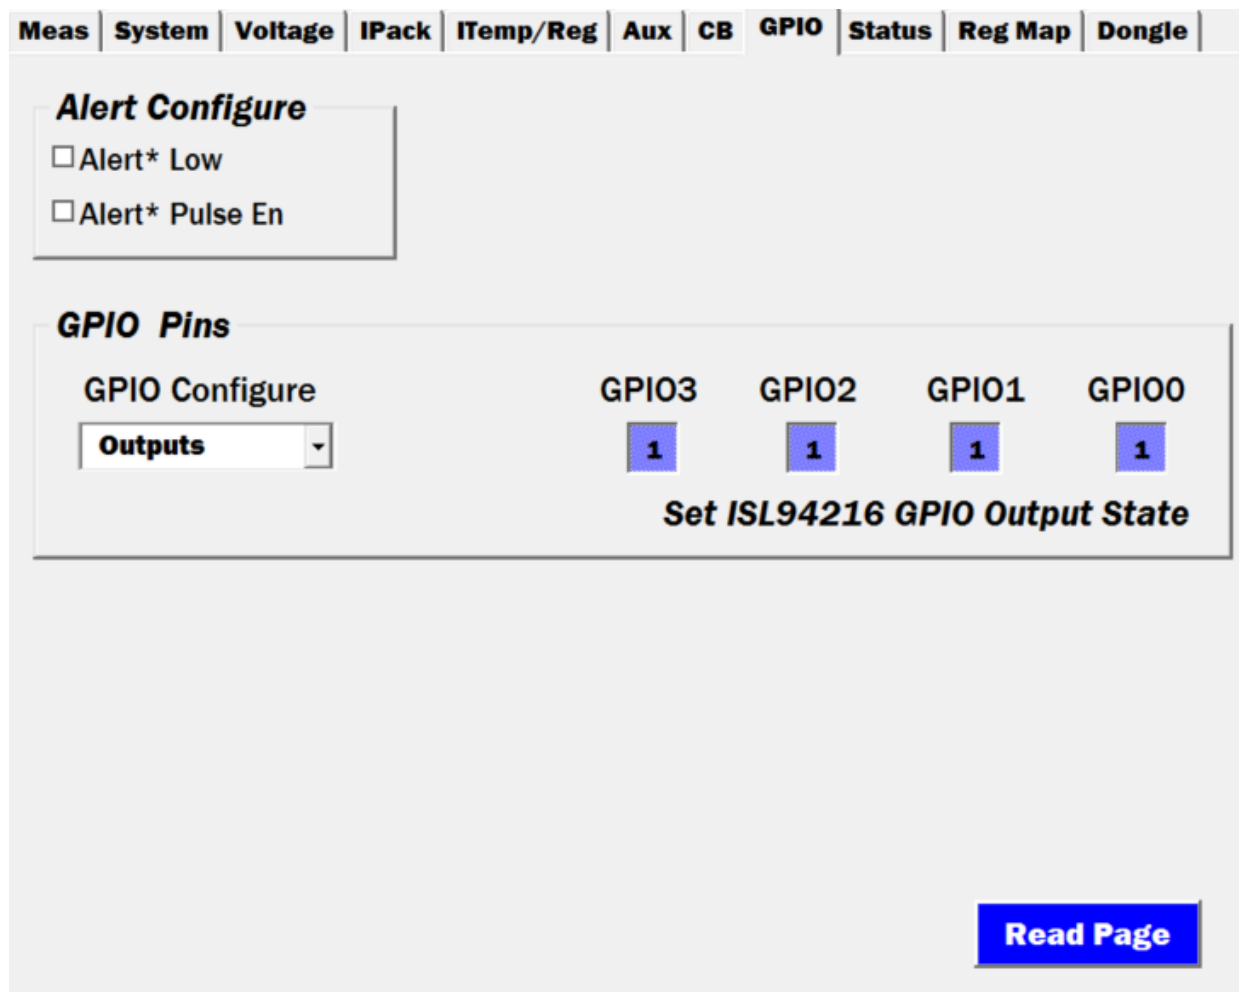 Meas System Voltage IPack ITemp/Reg Aux CB GPIO Status Reg Map Dongle
Alert Configure
Alert* Low
Alert* Pulse En
GPIO Pins
GPIO Configure GPIO3 GPIO2 GPIO1 GPIO0
Outputs 1 1 1 1
Set ISL94216 GPIO Output State
Read Page